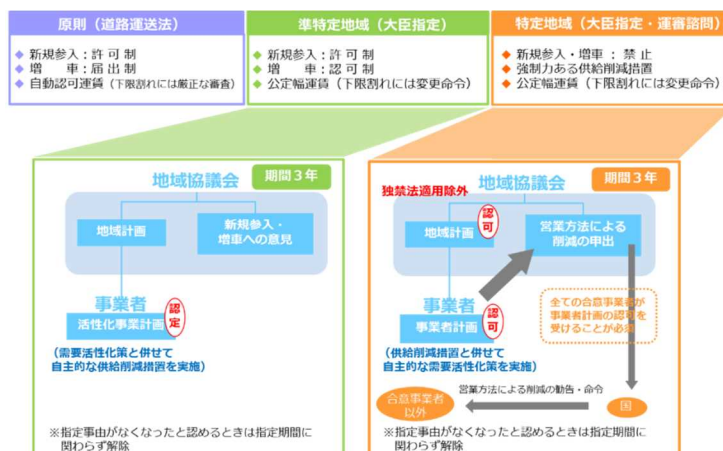 原則（道路運送法）
◆ 新規参入：許可制
◆ 増　車：届出制
◆ 自動認可運賃（下限割れには厳正な審査）
準特定地域（大臣指定）
◆ 新規参入：許可制
◆ 増　車：認可制
◆ 公定幅運賃（下限割れには変更命令）
特定地域（大臣指定・運審諮問）
◆ 新規参入・増車：禁止
◆ 強制力ある供給削減措置
◆ 公定幅運賃（下限割れには変更命令）
期間３年
地域協議会
地域計画
新規参入・
増車への意見
事業者
活性化事業計画
認定
（需要活性化策と併せて
自主的な供給削減措置を実施）
※指定事由がなくなったと認めるときは指定期間に
関わらず解除
期間３年
地域協議会
独禁法適用除外
地域計画
認可
営業方法による
削減の申出
事業者
事業者計画
認可
全ての合意事業者が
事業者計画の認可を
受けることが必須
（供給削減措置と併せて
自主的な需要活性化策を実施）
営業方法による削減の勧告・命令
合意事業者
以外
国
※指定事由がなくなったと認めるときは指定期間に
関わらず解除